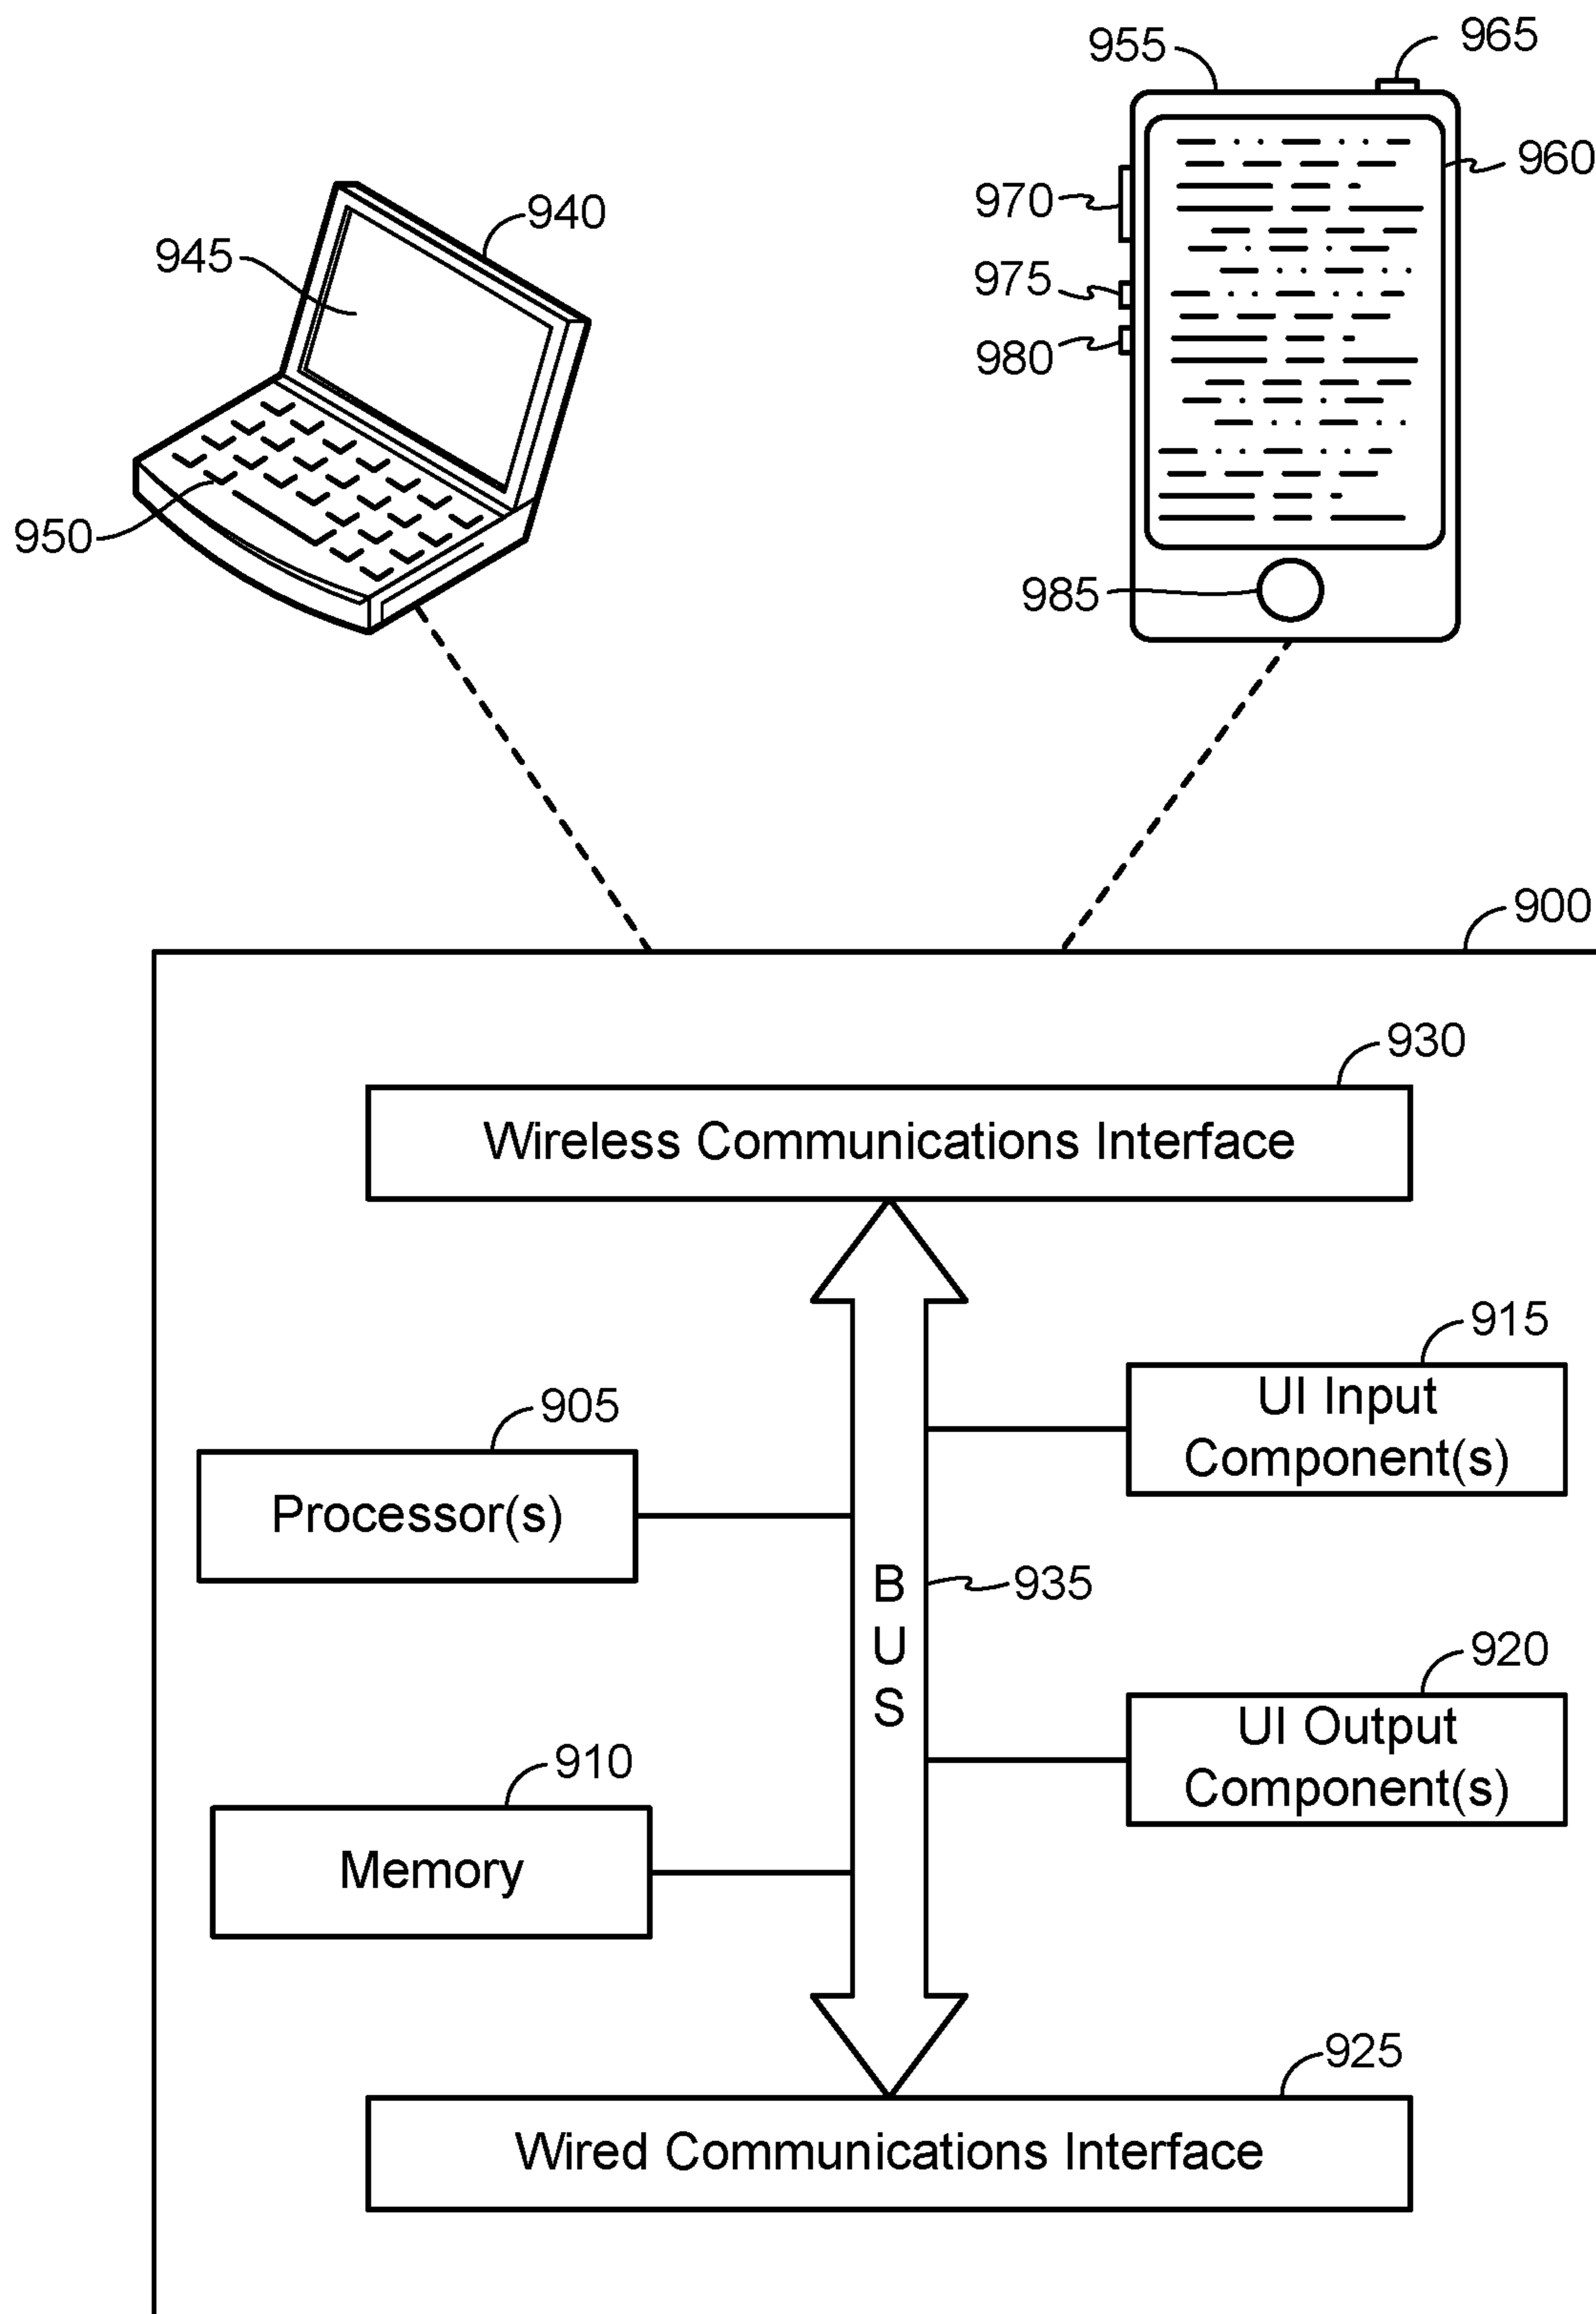 955
965
960
970
940
945
975
980
950
985
900
930
Wireless Communications Interface
915
UI Input
Component(s)
905
Processor(s)
B
U
S
935
920
UI Output
Component(s)
910
Memory
925
Wired Communications Interface